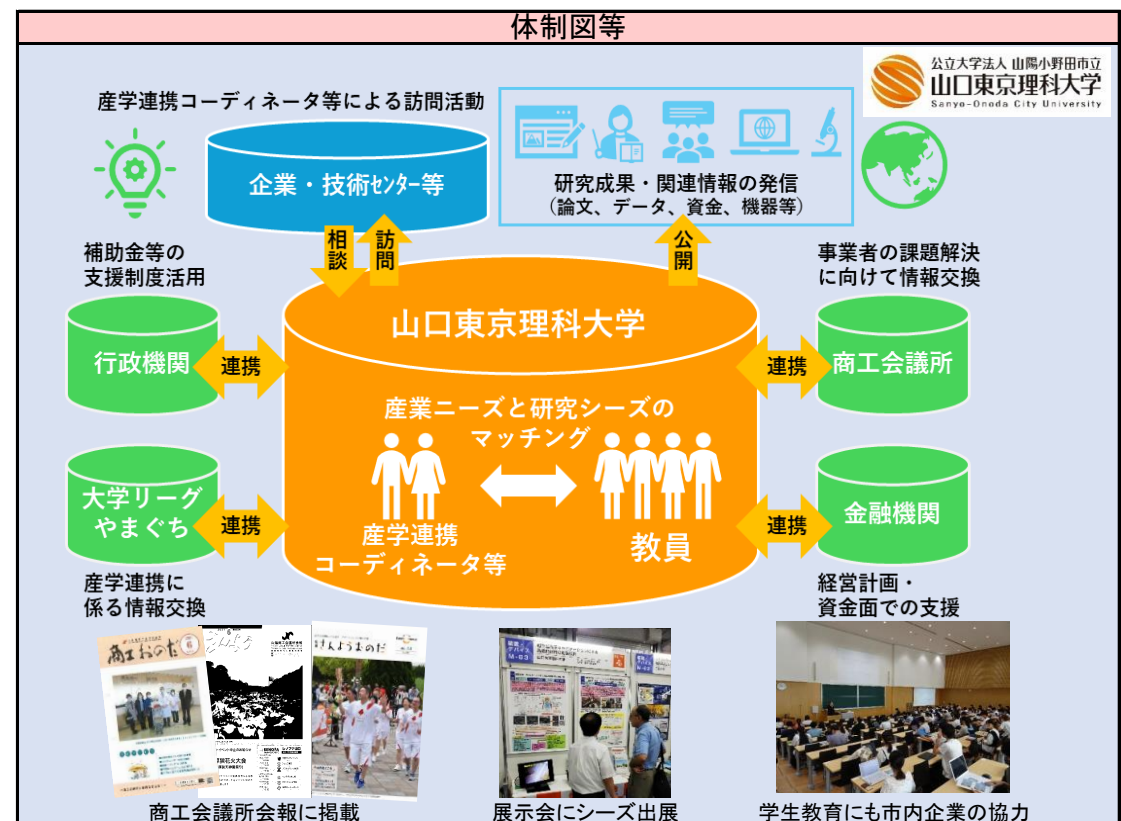 体制図等
公立大学法人 山陽小野田市立
山口東京理科大学
Sanyo-Onoda City University
産学連携コーディネータ等による訪問活動
企業・技術ｾﾝﾀｰ等
研究成果・関連情報の発信
（論文、データ、資金、機器等）
相談
訪問
公開
補助金等の
支援制度活用
事業者の課題解決
に向けて情報交換
山口東京理科大学
行政機関
連携
連携
商工会議所
産業ニーズと研究シーズの
マッチング
大学リーグ
やまぐち
連携
産学連携
コーディネータ等
教員
連携
金融機関
産学連携に
係る情報交換
経営計画・
資金面での支援
商工おのだ
6
さんようおのだ
花火大会
M-03
商工会議所会報に掲載
展示会にシーズ出展
学生教育にも市内企業の協力